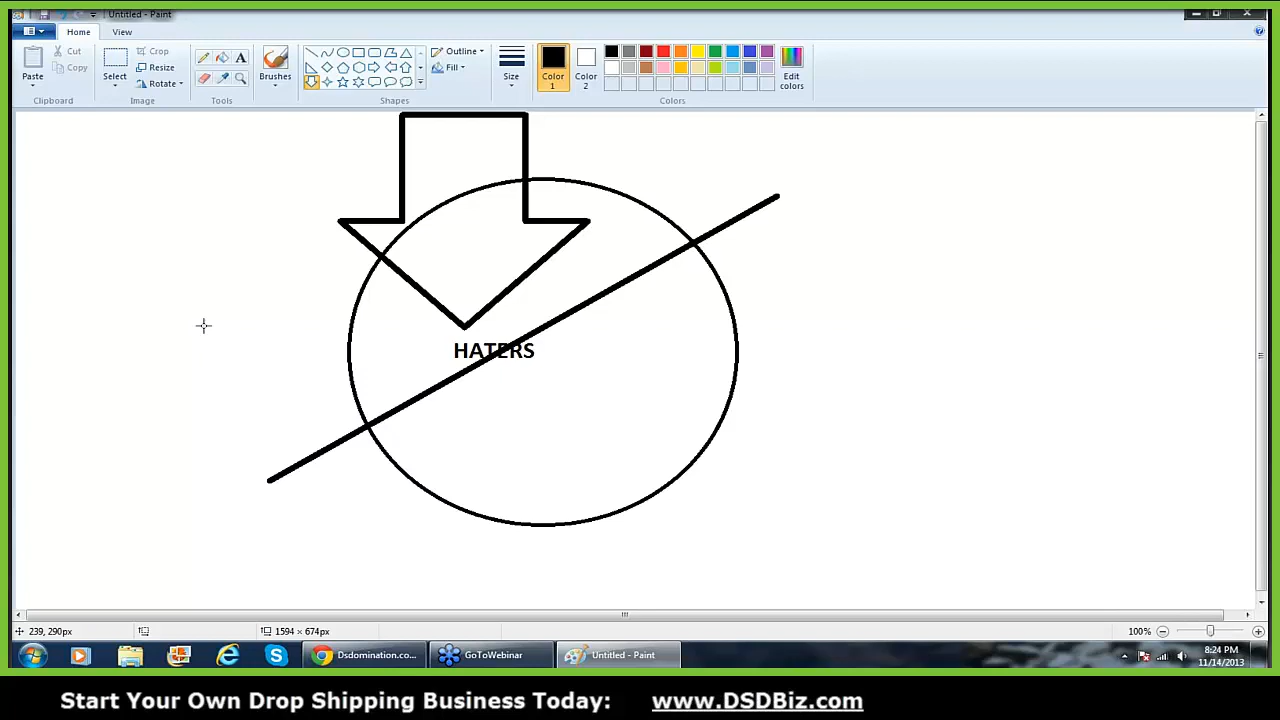 Untitled - Paint
Home View
Cut
Copy
Paste
Clipboard
Crop
Resize
Rotate
Select
Image
Tools
Brushes
Outline
Fill
Shapes
Size
Color 1
Color 2
Edit colors
Colors
HATERS
239, 290px
1594 × 674px
100%
Dsdomination.co...
GoToWebinar
Untitled - Paint
8:24 PM
11/14/2013
Start Your Own Drop Shipping Business Today: www.DSDBiz.com